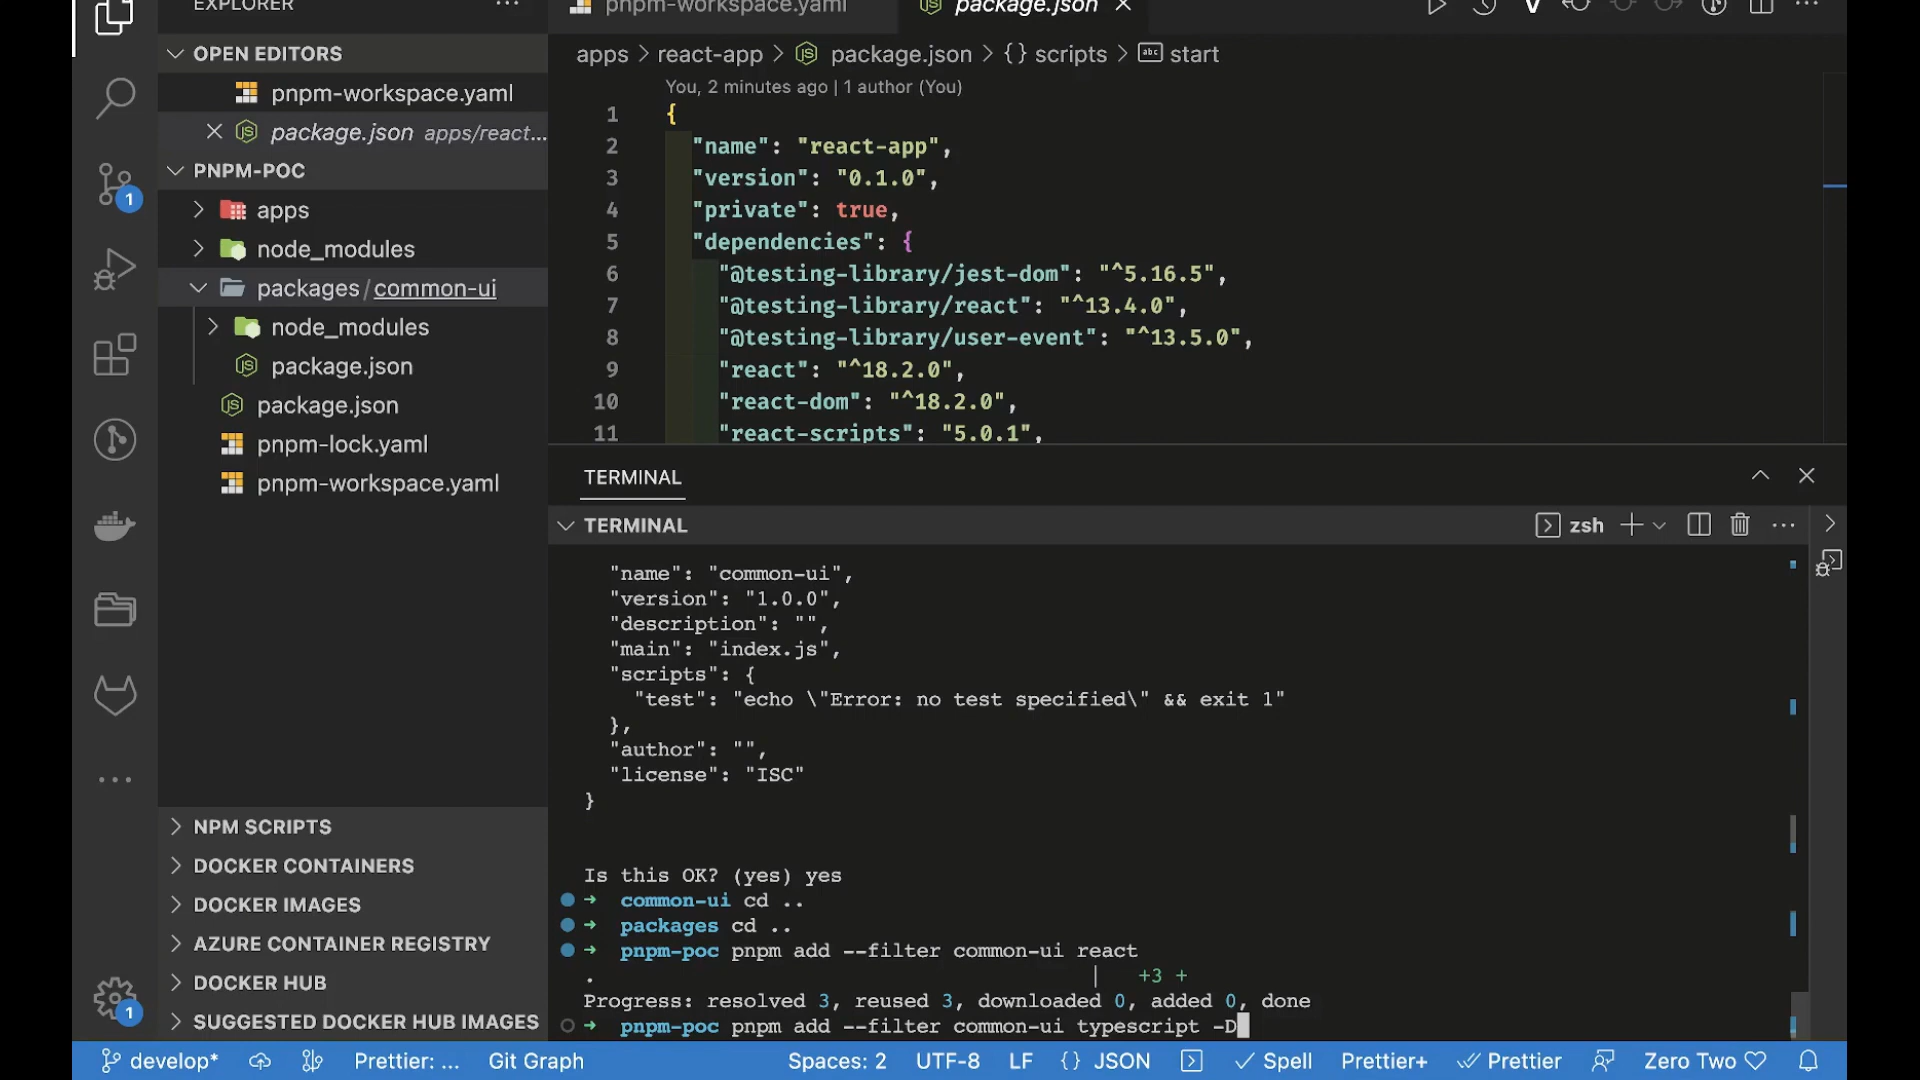 EXPLORER
OPEN EDITORS
pnpm-workspace.yaml
package.json apps/react...
PNPM-POC
apps
node_modules
packages/common-ui
node_modules
package.json
package.json
pnpm-lock.yaml
pnpm-workspace.yaml
NPM SCRIPTS
DOCKER CONTAINERS
DOCKER IMAGES
AZURE CONTAINER REGISTRY
DOCKER HUB
SUGGESTED DOCKER HUB IMAGES
1
1
pnpm-workspace.yaml
package.json
apps > react-app > package.json > {} scripts > abc start
You, 2 minutes ago | 1 author (You)
1 {
2 "name": "react-app",
3 "version": "0.1.0",
4 "private": true,
5 "dependencies": {
6 "@testing-library/jest-dom": "^5.16.5",
7 "@testing-library/react": "^13.4.0",
8 "@testing-library/user-event": "^13.5.0",
9 "react": "^18.2.0",
10 "react-dom": "^18.2.0",
11 "react-scripts": "5.0.1",
TERMINAL
TERMINAL
zsh
"name": "common-ui",
"version": "1.0.0",
"description": "",
"main": "index.js",
"scripts": {
"test": "echo \"Error: no test specified\" && exit 1"
},
"author": "",
"license": "ISC"
}
Is this OK? (yes) yes
➜ common-ui cd ..
➜ packages cd ..
➜ pnpm-poc pnpm add --filter common-ui react
. | +3 +
Progress: resolved 3, reused 3, downloaded 0, added 0, done
➜ pnpm-poc pnpm add --filter common-ui typescript -D
develop* Prettier: ... Git Graph Spaces: 2 UTF-8 LF {} JSON Spell Prettier+ Prettier Zero Two